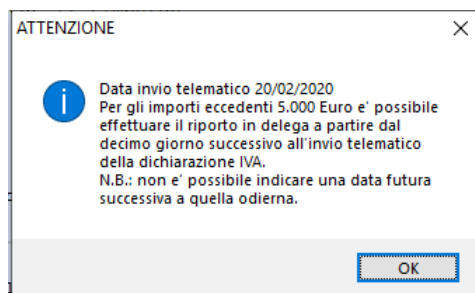 ATTENZIONE
Data invio telematico 20/02/2020
Per gli importi eccedenti 5.000 Euro e' possibile
effettuare il riporto in delega a partire dal
decimo giorno successivo all'invio telematico
della dichiarazione IVA.
N.B.: non e' possibile indicare una data futura
successiva a quella odierna.
OK